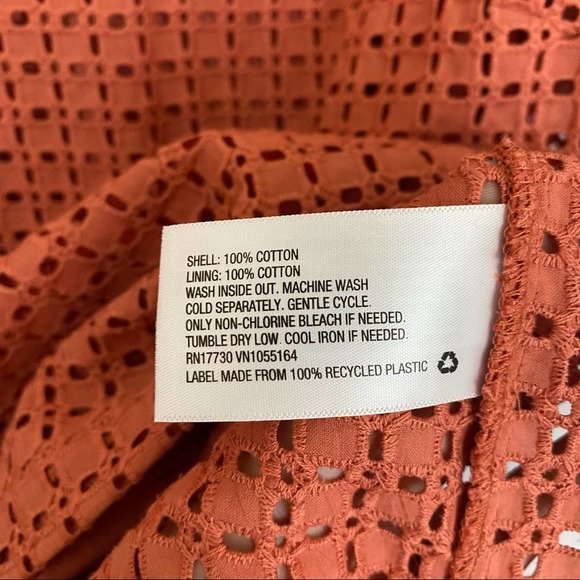 SHELL: 100% COTTON
LINING: 100% COTTON
WASH INSIDE OUT. MACHINE WASH
COLD SEPARATELY. GENTLE CYCLE.
ONLY NON-CHLORINE BLEACH IF NEEDED.
TUMBLE DRY LOW. COOL IRON IF NEEDED.
RN17730 VN1055164
LABEL MADE FROM 100% RECYCLED PLASTIC